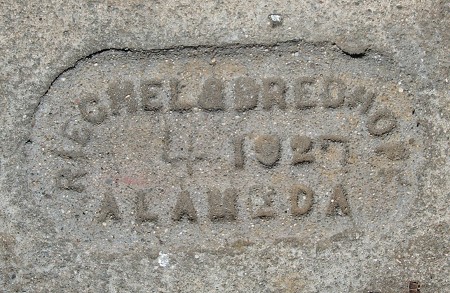 RIECHEL & BREDHOFF
4 1927
ALAMEDA